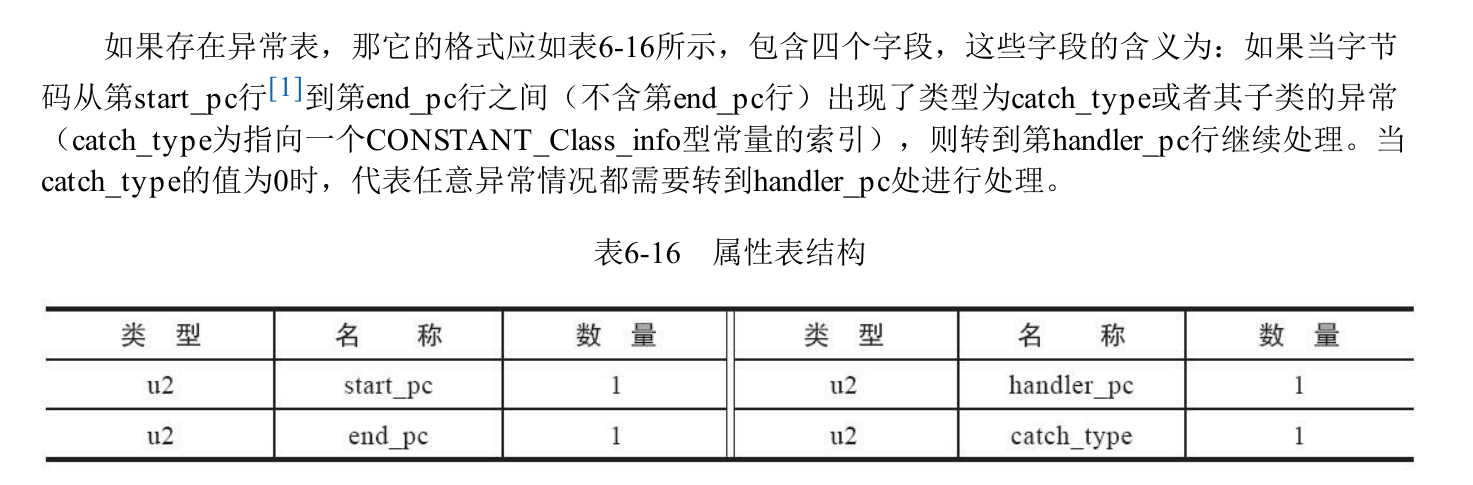 如果存在异常表，那它的格式应如表6-16所示，包含四个字段，这些字段的含义为：如果当字节
码从第start_pc行[1]到第end_pc行之间（不含第end_pc行）出现了类型为catch_type或者其子类的异常
（catch_type为指向一个CONSTANT_Class_info型常量的索引），则转到第handler_pc行继续处理。当
catch_type的值为0时，代表任意异常情况都需要转到handler_pc处进行处理。
表6-16 属性表结构
类 型 名 称 数 量 类 型 名 称 数 量
u2 start_pc 1 u2 handler_pc 1
u2 end_pc 1 u2 catch_type 1